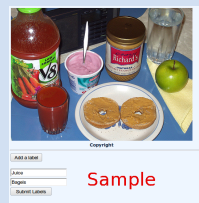 V8
Richard's
Copyright
Add a label
Juice
Bagels
Submit Labels
Sample